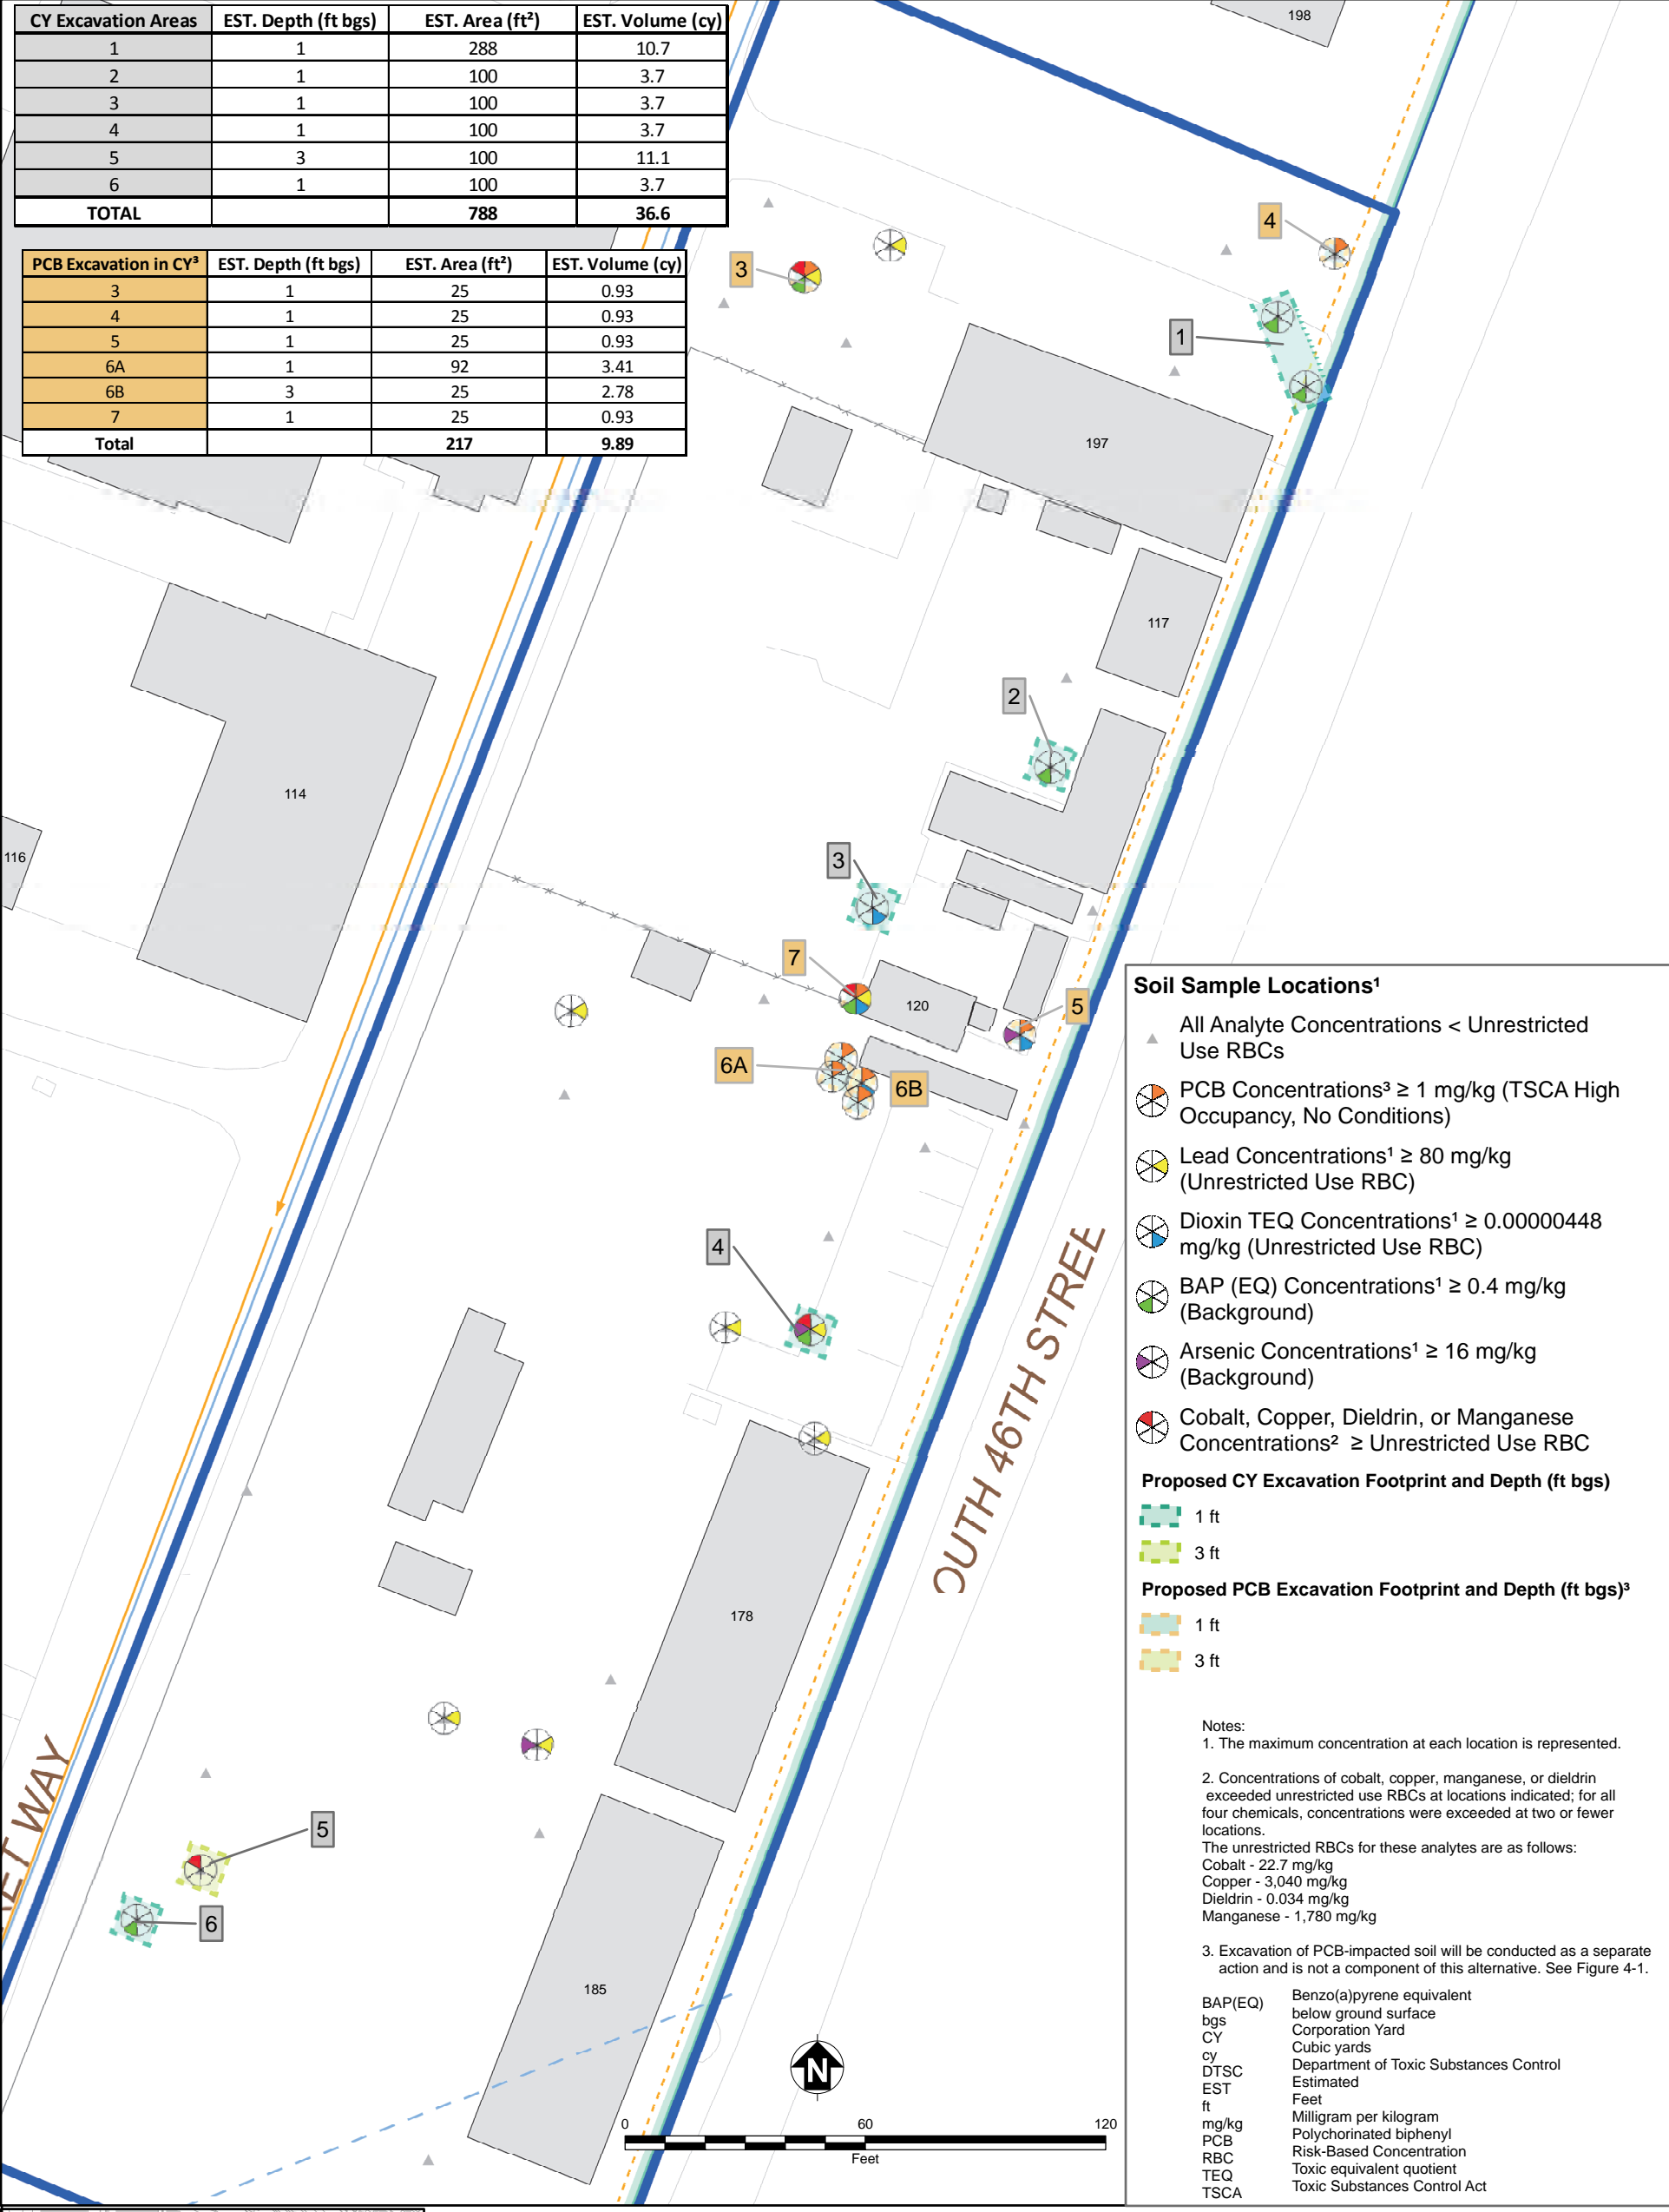 CY Excavation Areas EST. Depth (ft bgs) EST. Area (ft²) EST. Volume (cy)
1 1 288 10.7
2 1 100 3.7
3 1 100 3.7
4 1 100 3.7
5 3 100 11.1
6 1 100 3.7
TOTAL 788 36.6
PCB Excavation in CY³ EST. Depth (ft bgs) EST. Area (ft²) EST. Volume (cy)
3 1 25 0.93
4 1 25 0.93
5 1 25 0.93
6A 1 92 3.41
6B 3 25 2.78
7 1 25 0.93
Total 217 9.89
198
4
3
1
197
117
2
114
116
3
7
120
5
6A
6B
4
OUTH 46TH STREE
178
5
6
ET WAY
185
N
0 60 120
Feet
Soil Sample Locations¹
All Analyte Concentrations < Unrestricted
Use RBCs
PCB Concentrations³ ≥ 1 mg/kg (TSCA High
Occupancy, No Conditions)
Lead Concentrations¹ ≥ 80 mg/kg
(Unrestricted Use RBC)
Dioxin TEQ Concentrations¹ ≥ 0.00000448
mg/kg (Unrestricted Use RBC)
BAP (EQ) Concentrations¹ ≥ 0.4 mg/kg
(Background)
Arsenic Concentrations¹ ≥ 16 mg/kg
(Background)
Cobalt, Copper, Dieldrin, or Manganese
Concentrations² ≥ Unrestricted Use RBC
Proposed CY Excavation Footprint and Depth (ft bgs)
1 ft
3 ft
Proposed PCB Excavation Footprint and Depth (ft bgs)³
1 ft
3 ft
Notes:
1. The maximum concentration at each location is represented.
2. Concentrations of cobalt, copper, manganese, or dieldrin
exceeded unrestricted use RBCs at locations indicated; for all
four chemicals, concentrations were exceeded at two or fewer
locations.
The unrestricted RBCs for these analytes are as follows:
Cobalt - 22.7 mg/kg
Copper - 3,040 mg/kg
Dieldrin - 0.034 mg/kg
Manganese - 1,780 mg/kg
3. Excavation of PCB-impacted soil will be conducted as a separate
action and is not a component of this alternative. See Figure 4-1.
BAP(EQ) Benzo(a)pyrene equivalent
bgs below ground surface
CY Corporation Yard
cy Cubic yards
DTSC Department of Toxic Substances Control
EST Estimated
ft Feet
mg/kg Milligram per kilogram
PCB Polychorinated biphenyl
RBC Risk-Based Concentration
TEQ Toxic equivalent quotient
TSCA Toxic Substances Control Act